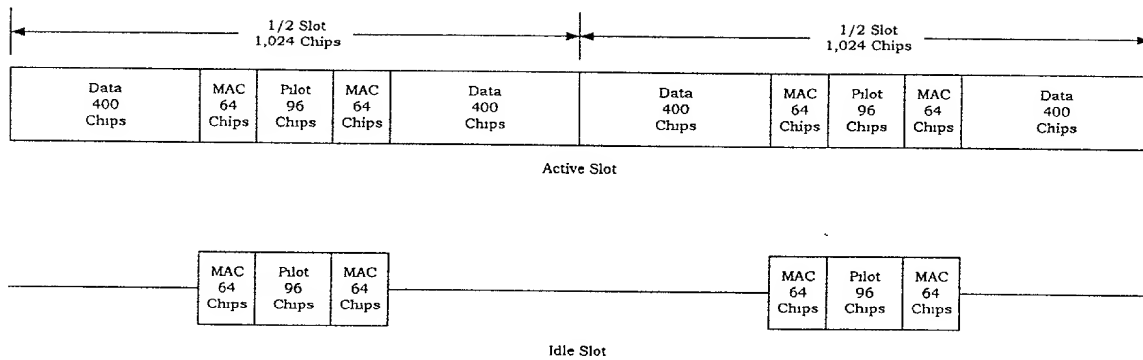 1/2 Slot
1,024 Chips
1/2 Slot
1,024 Chips
Data
400
Chips
MAC
64
Chips
Pilot
96
Chips
MAC
64
Chips
Data
400
Chips
Data
400
Chips
MAC
64
Chips
Pilot
96
Chips
MAC
64
Chips
Data
400
Chips
Active Slot
MAC
64
Chips
Pilot
96
Chips
MAC
64
Chips
MAC
64
Chips
Pilot
96
Chips
MAC
64
Chips
Idle Slot